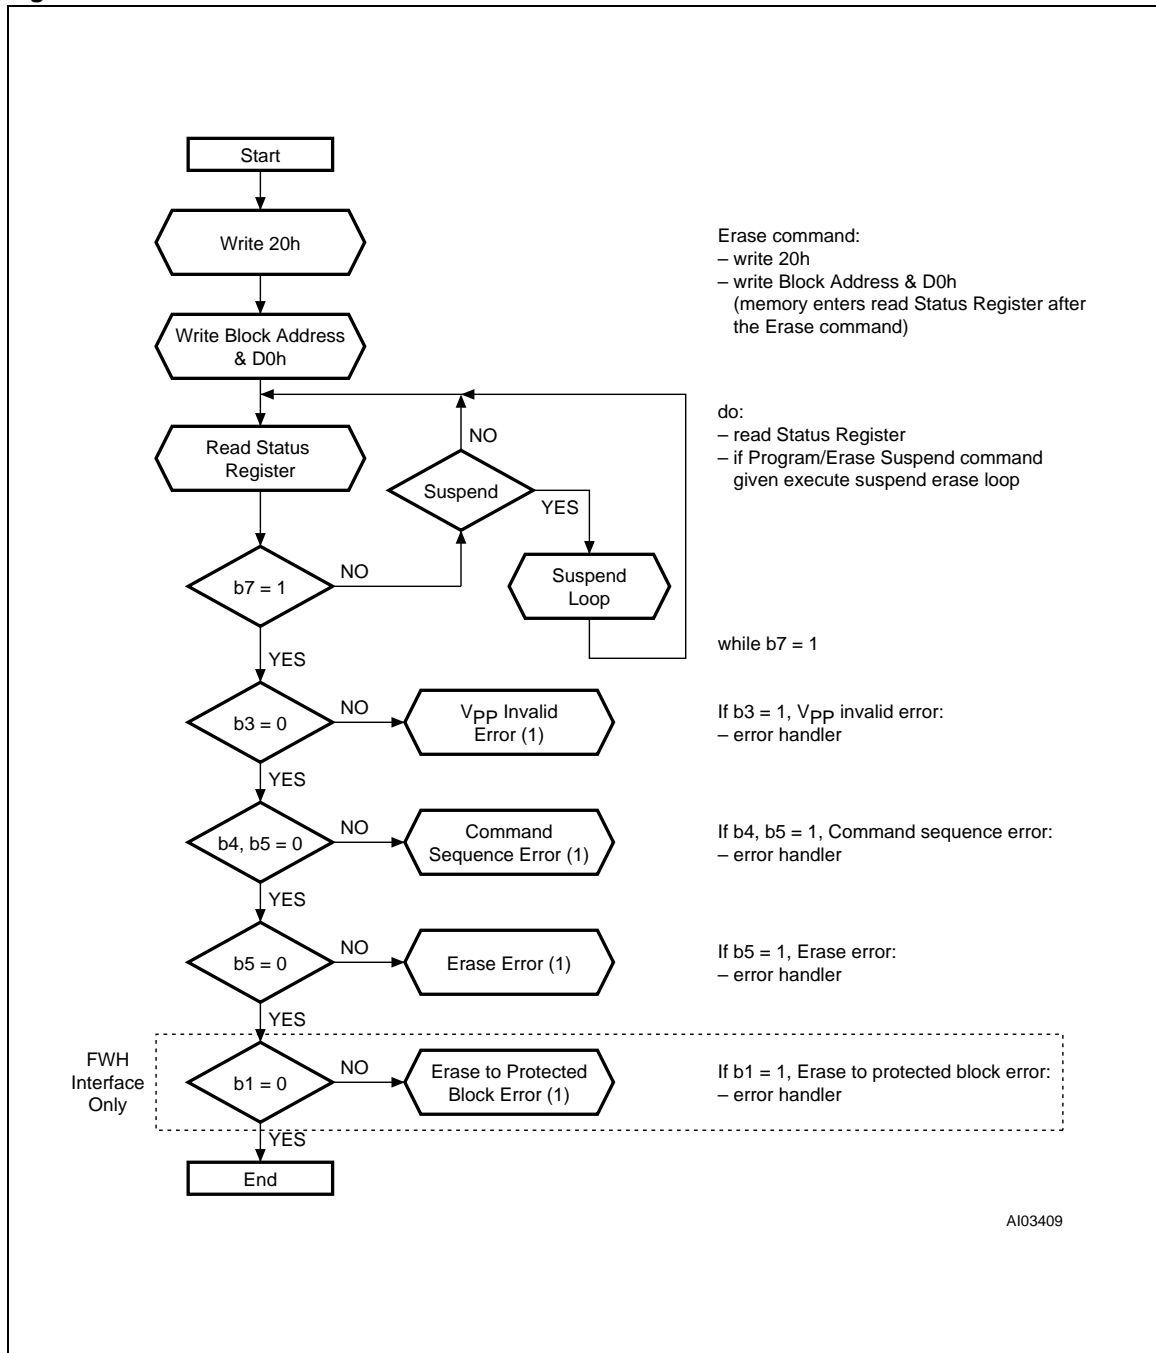 Start
Write 20h
Erase command:
– write 20h
– write Block Address & D0h
(memory enters read Status Register after
the Erase command)
Write Block Address
& D0h
do:
– read Status Register
– if Program/Erase Suspend command
given execute suspend erase loop
NO
Read Status
Register
Suspend
YES
NO
b7 = 1
Suspend
Loop
while b7 = 1
YES
NO
b3 = 0
VPP Invalid
Error (1)
If b3 = 1, VPP invalid error:
– error handler
YES
NO
b4, b5 = 0
Command
Sequence Error (1)
If b4, b5 = 1, Command sequence error:
– error handler
YES
NO
b5 = 0
Erase Error (1)
If b5 = 1, Erase error:
– error handler
YES
FWH
Interface
Only
NO
b1 = 0
Erase to Protected
Block Error (1)
If b1 = 1, Erase to protected block error:
– error handler
YES
End
AI03409